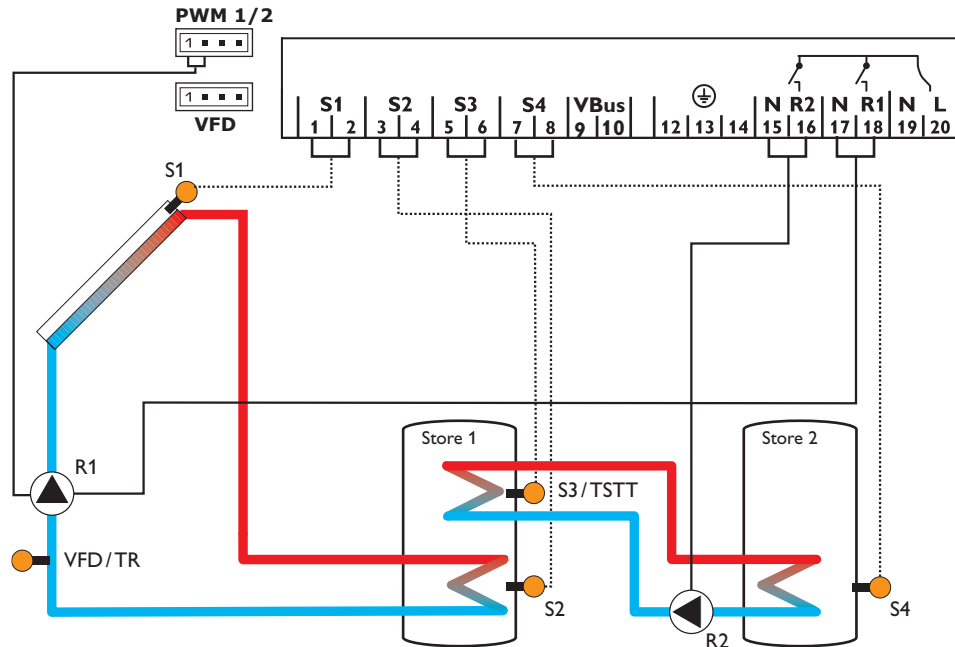 PWM 1/2
1
1
VFD
S1 S2 S3 S4 VBus N R2 N R1 N L
1 2 3 4 5 6 7 8 9 10 12 13 14 15 16 17 18 19 20
S1
R1
VFD / TR
Store 1
S3 / TSTT
S2
Store 2
R2
S4